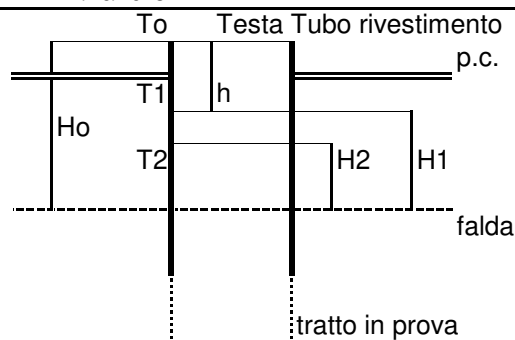 To Testa Tubo rivestimento
p.c.
T1 h
Ho
T2 H2 H1
falda
tratto in prova